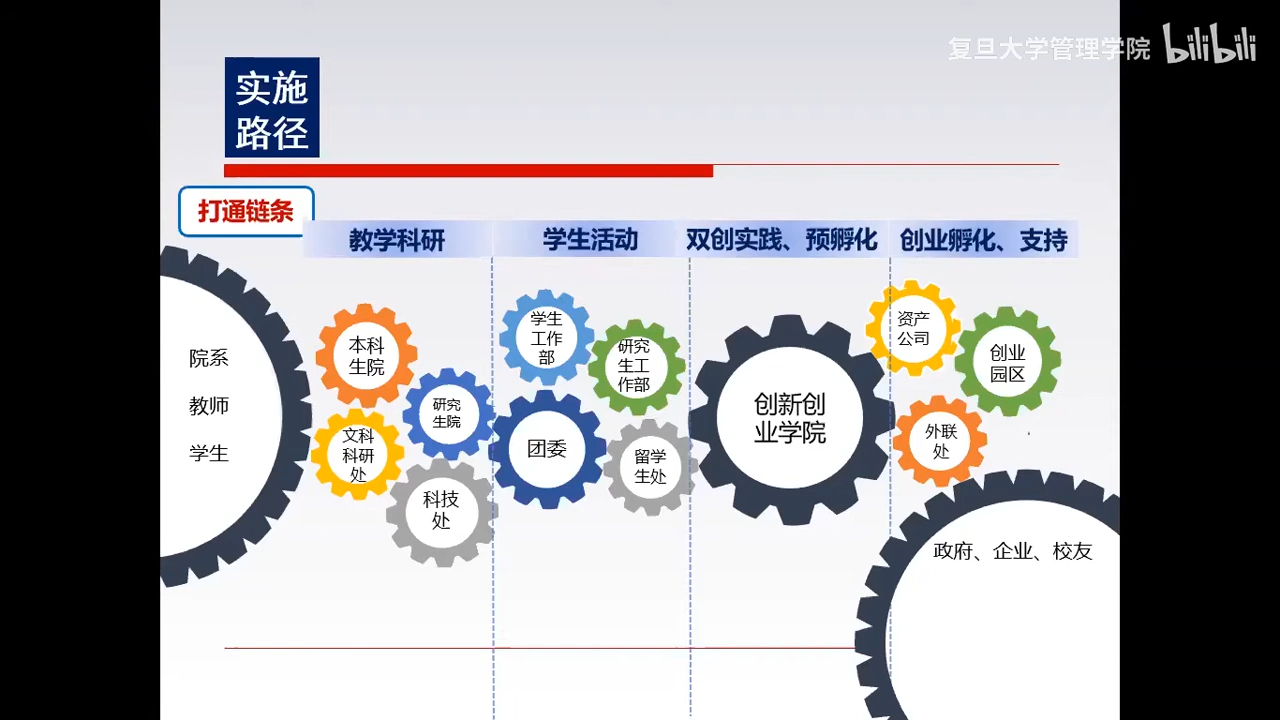 复旦大学管理学院 bilibili
实施
路径
打通链条
教学科研
学生活动
双创实践、预孵化
创业孵化、支持
院系
教师
学生
本科
生院
研究
生院
文科
科研
处
科技
处
学生
工作
部
研究
生工
作部
团委
留学
生处
创新创
业学院
资产
公司
创业
园区
外联
处
政府、企业、校友